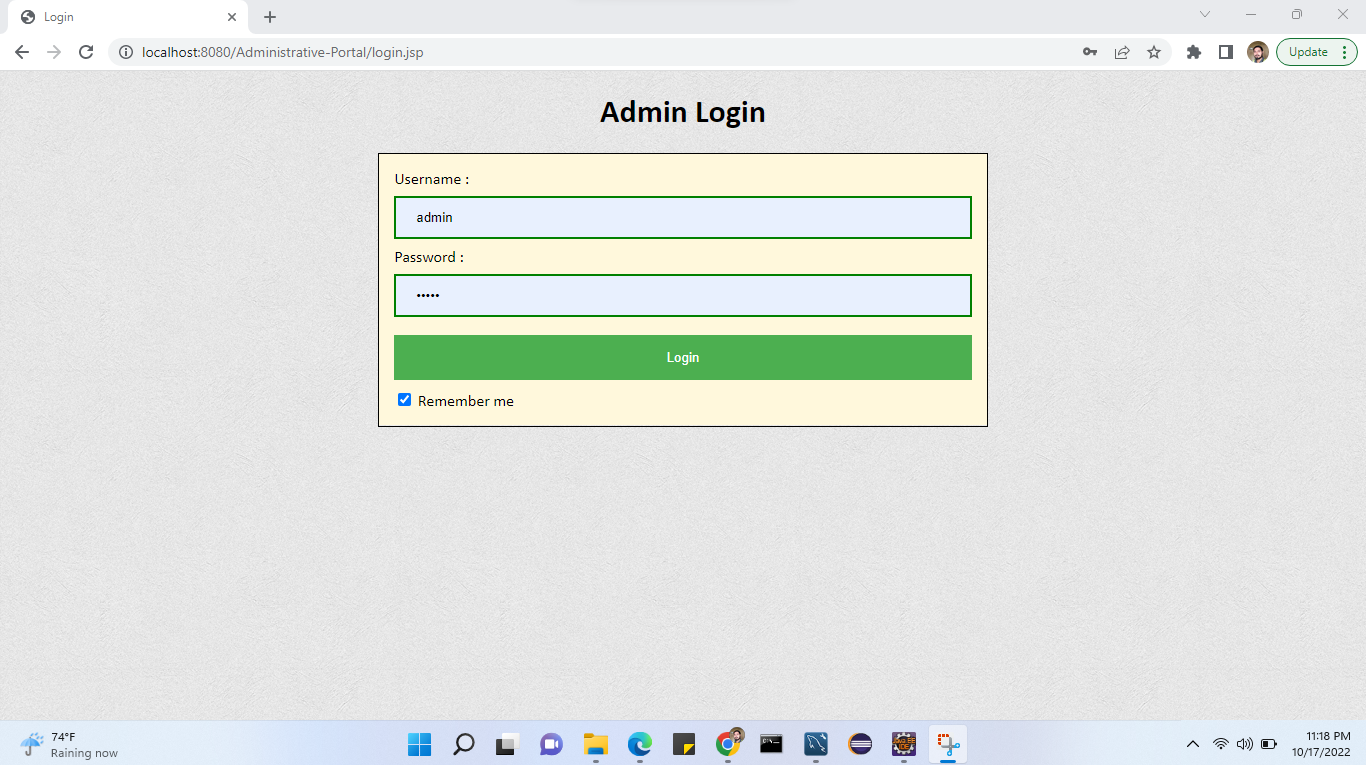 Login
localhost:8080/Administrative-Portal/login.jsp
Update
Admin Login
Username :
admin
Password :
•••••
Login
Remember me
74°F
Raining now
11:18 PM
10/17/2022